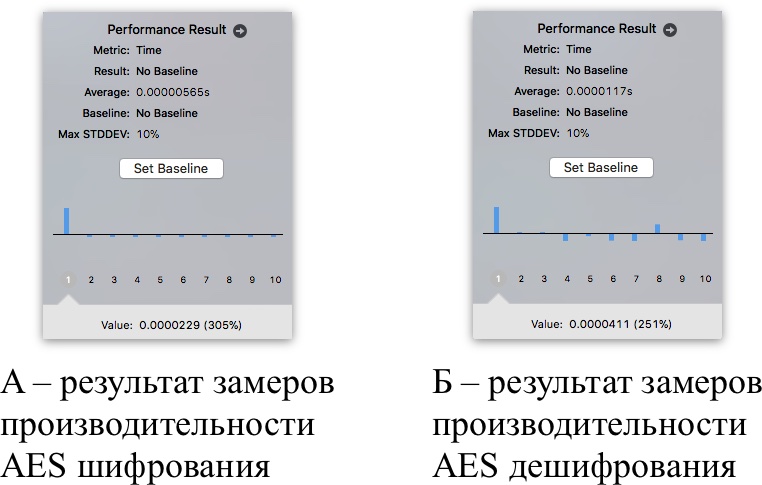 Performance Result
Metric: Time
Result: No Baseline
Average: 0.00000565s
Baseline: No Baseline
Max STDDEV: 10%
Set Baseline
1 2 3 4 5 6 7 8 9 10
Value: 0.0000229 (305%)
А – результат замеров
производительности
AES шифрования
Performance Result
Metric: Time
Result: No Baseline
Average: 0.0000117s
Baseline: No Baseline
Max STDDEV: 10%
Set Baseline
1 2 3 4 5 6 7 8 9 10
Value: 0.0000411 (251%)
Б – результат замеров
производительности
AES дешифрования